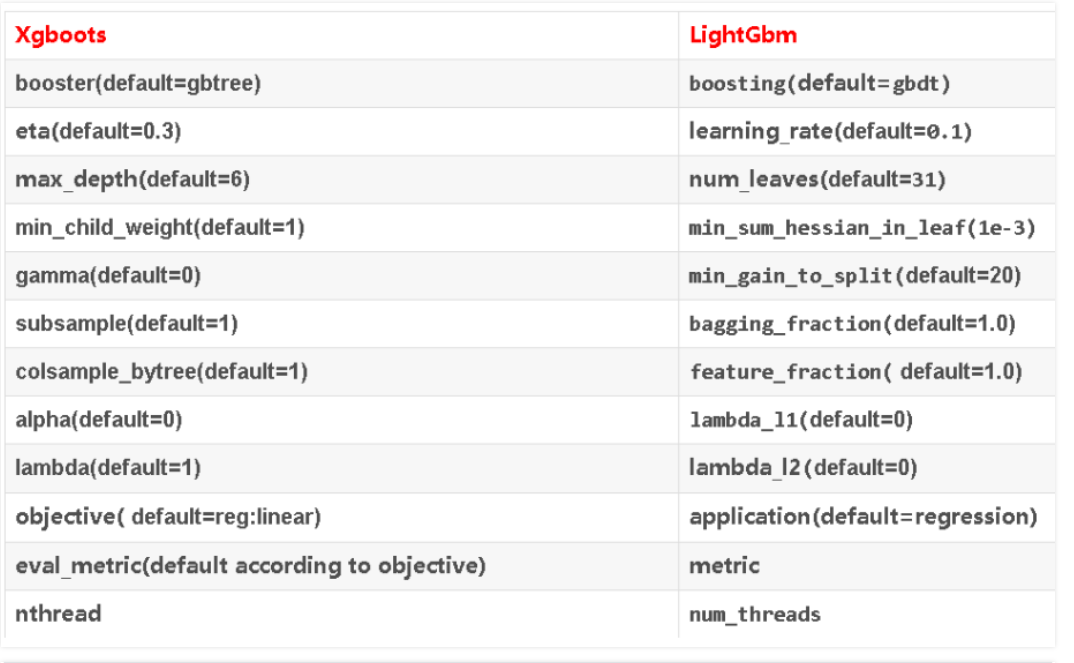 Xgboots LightGbm
booster(default=gbtree) boosting(default=gbdt)
eta(default=0.3) learning_rate(default=0.1)
max_depth(default=6) num_leaves(default=31)
min_child_weight(default=1) min_sum_hessian_in_leaf(1e-3)
gamma(default=0) min_gain_to_split(default=20)
subsample(default=1) bagging_fraction(default=1.0)
colsample_bytree(default=1) feature_fraction( default=1.0)
alpha(default=0) lambda_l1(default=0)
lambda(default=1) lambda_l2(default=0)
objective( default=reg:linear) application(default=regression)
eval_metric(default according to objective) metric
nthread num_threads